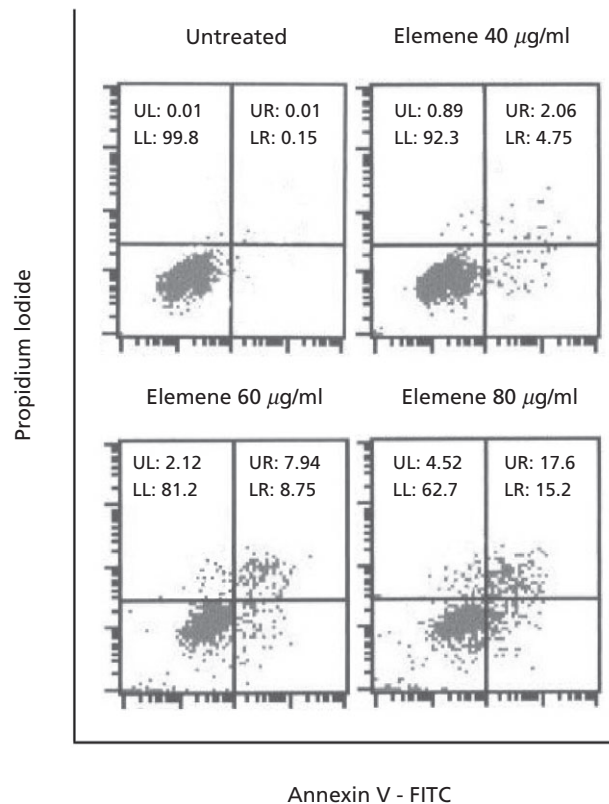 Untreated
Elemene 40 μg/ml
UL: 0.01 UR: 0.01
LL: 99.8 LR: 0.15
UL: 0.89 UR: 2.06
LL: 92.3 LR: 4.75
Elemene 60 μg/ml
Elemene 80 μg/ml
UL: 2.12 UR: 7.94
LL: 81.2 LR: 8.75
UL: 4.52 UR: 17.6
LL: 62.7 LR: 15.2
Propidium Iodide
Annexin V - FITC